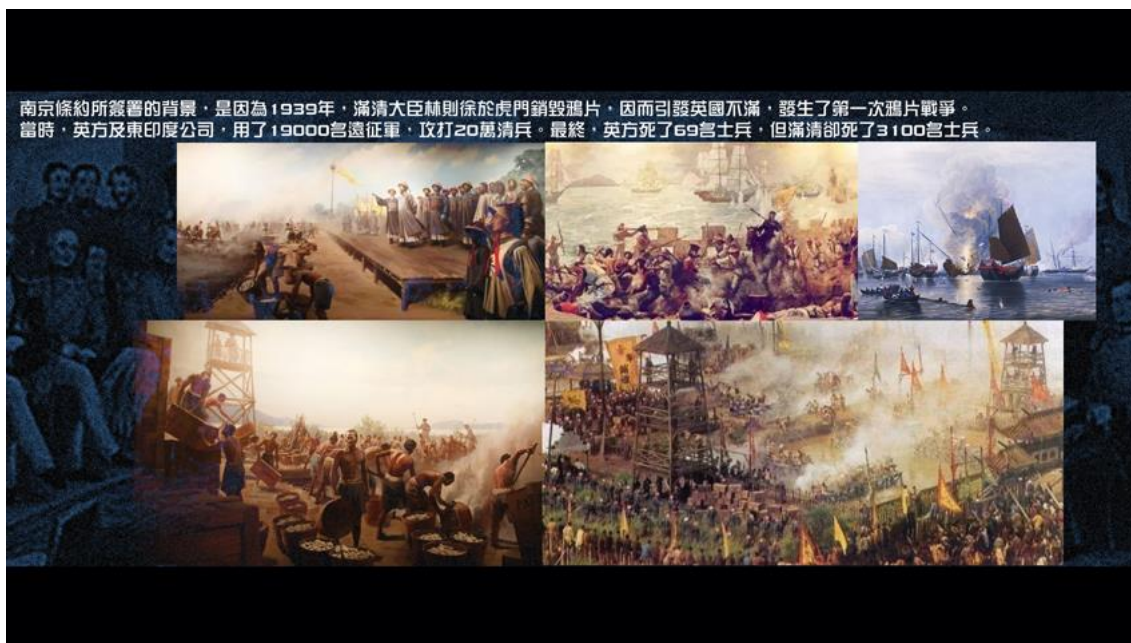 南京條約所簽署的背景，是因為1939年，滿清大臣林則徐於虎門銷毀鴉片，因而引發英國不滿，發生了第一次鴉片戰爭。
當時，英方及東印度公司，用了19000名遠征軍，攻打20萬清兵。最終，英方死了69名士兵，但滿清卻死了3100名士兵。